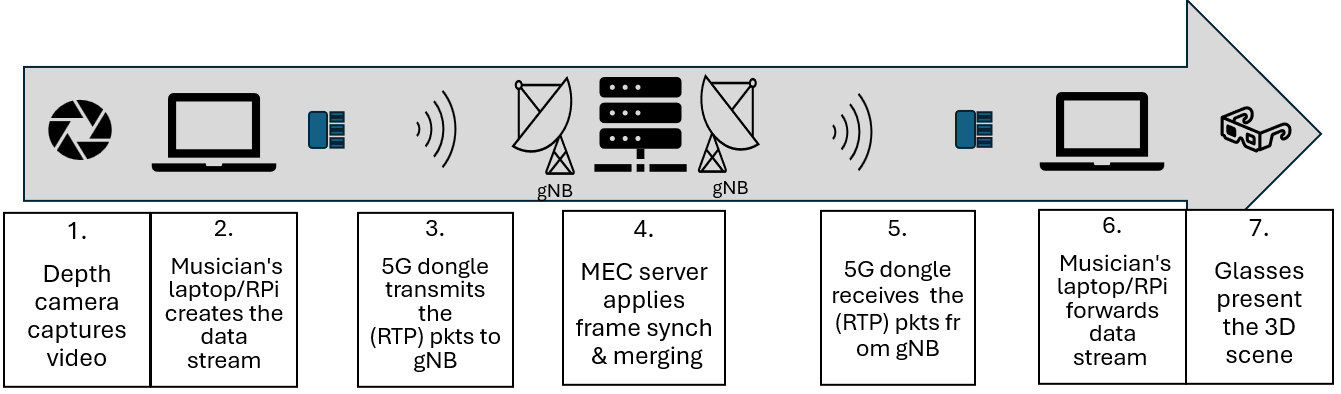 gNB
gNB
1.
Depth
camera
captures
video
2.
Musician's
laptop/RPi
creates the
data
stream
3.
5G dongle
transmits
the
(RTP) pkts to
gNB
4.
MEC server
applies
frame synch
& merging
5.
5G dongle
receives the
(RTP) pkts fr
om gNB
6.
Musician's
laptop/RPi
forwards
data
stream
7.
Glasses
present
the 3D
scene